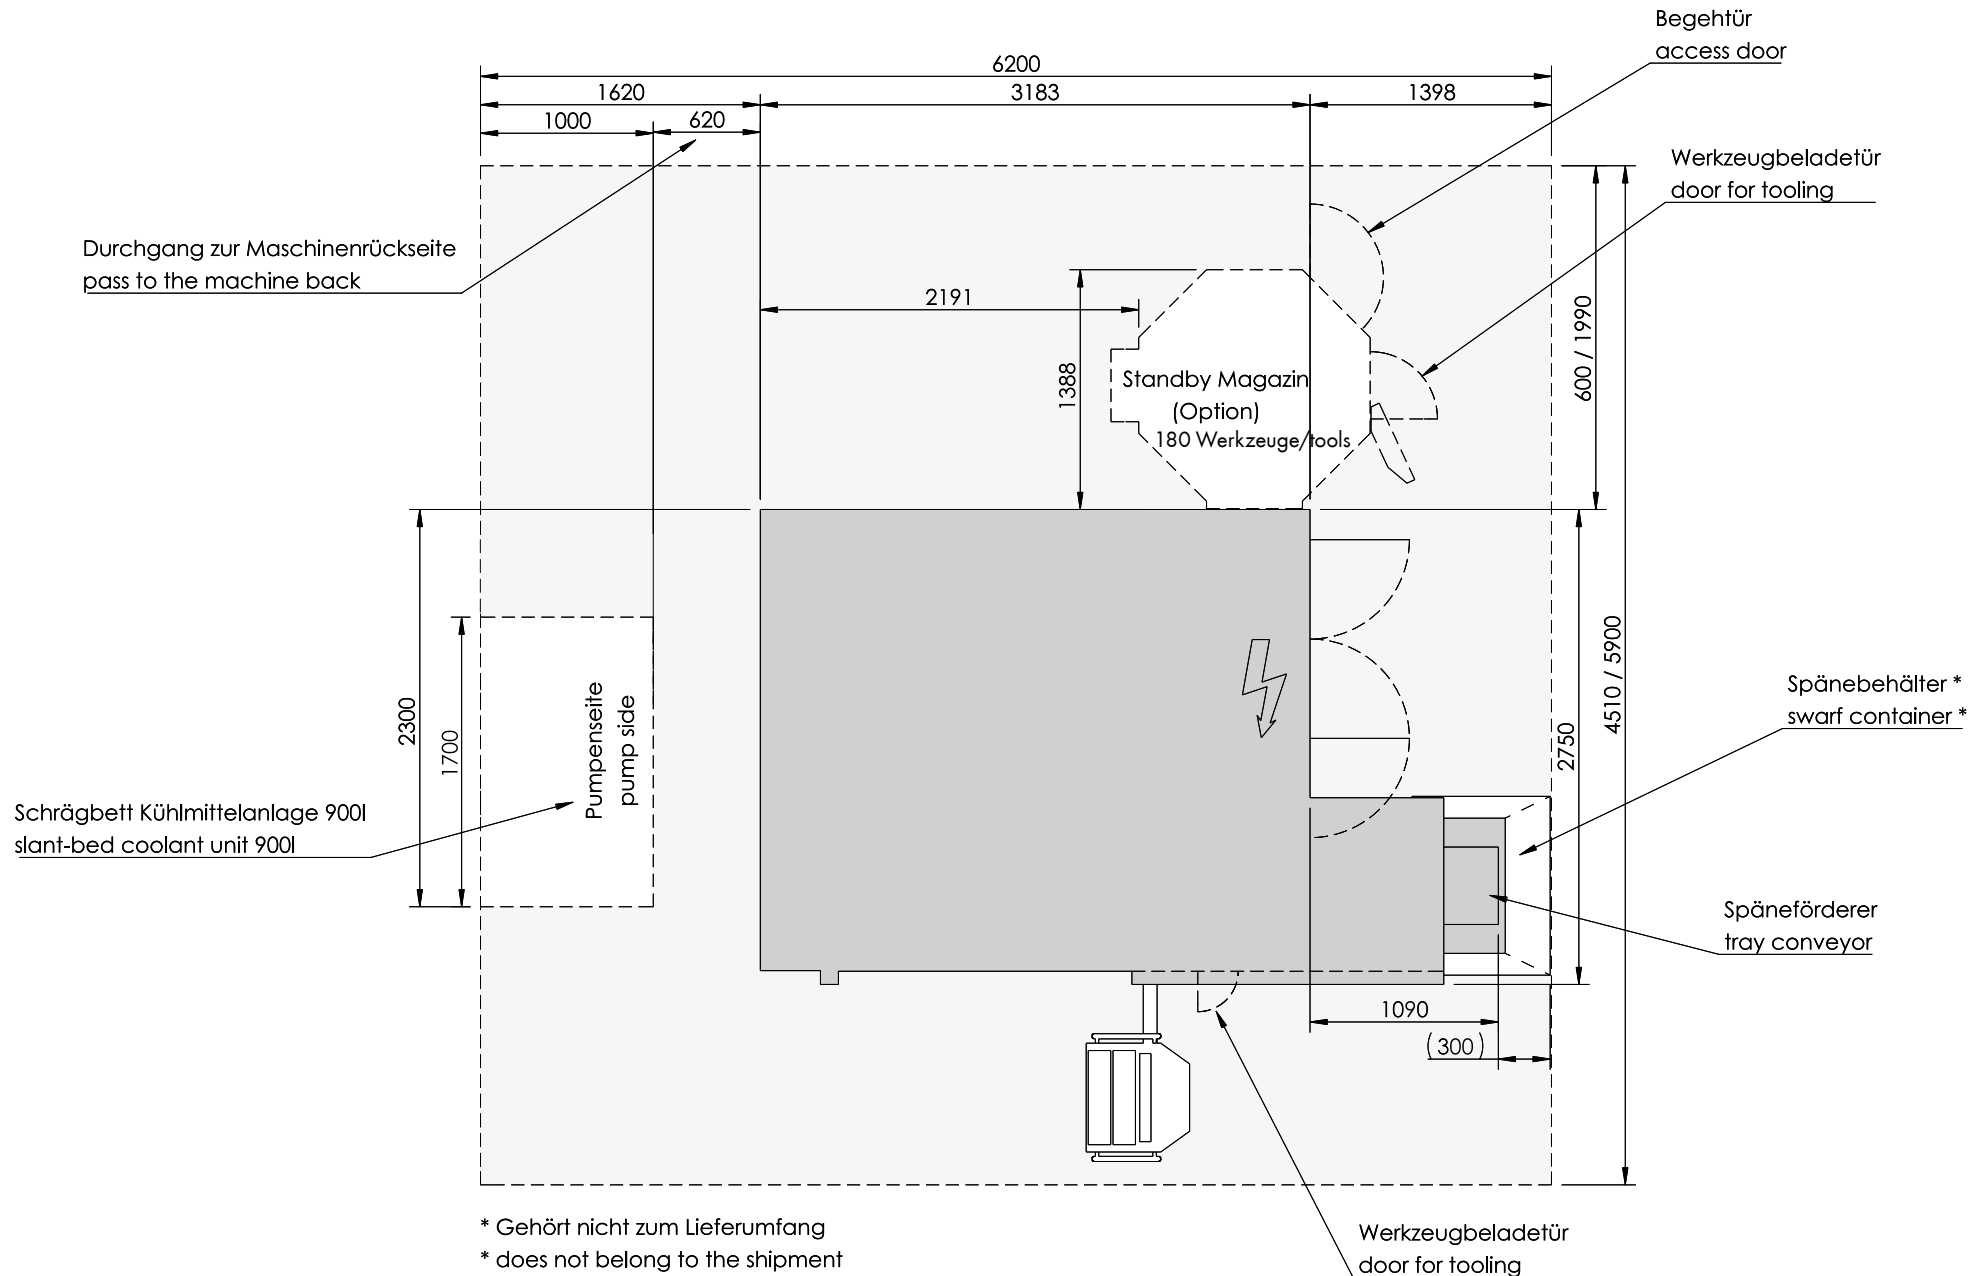 Begehtür
access door
6200
1620
3183
1398
1000
620
Werkzeugbeladetür
door for tooling
Durchgang zur Maschinenrückseite
pass to the machine back
2191
1388
600 / 1990
Standby Magazin
(Option)
180 Werkzeuge/tools
2300
1700
Pumpenseite
pump side
4510 / 5900
2750
Spänebehälter *
swarf container *
Schrägbett Kühlmittelanlage 900l
slant-bed coolant unit 900l
Späneförderer
tray conveyor
1090
(300)
* Gehört nicht zum Lieferumfang
* does not belong to the shipment
Werkzeugbeladetür
door for tooling